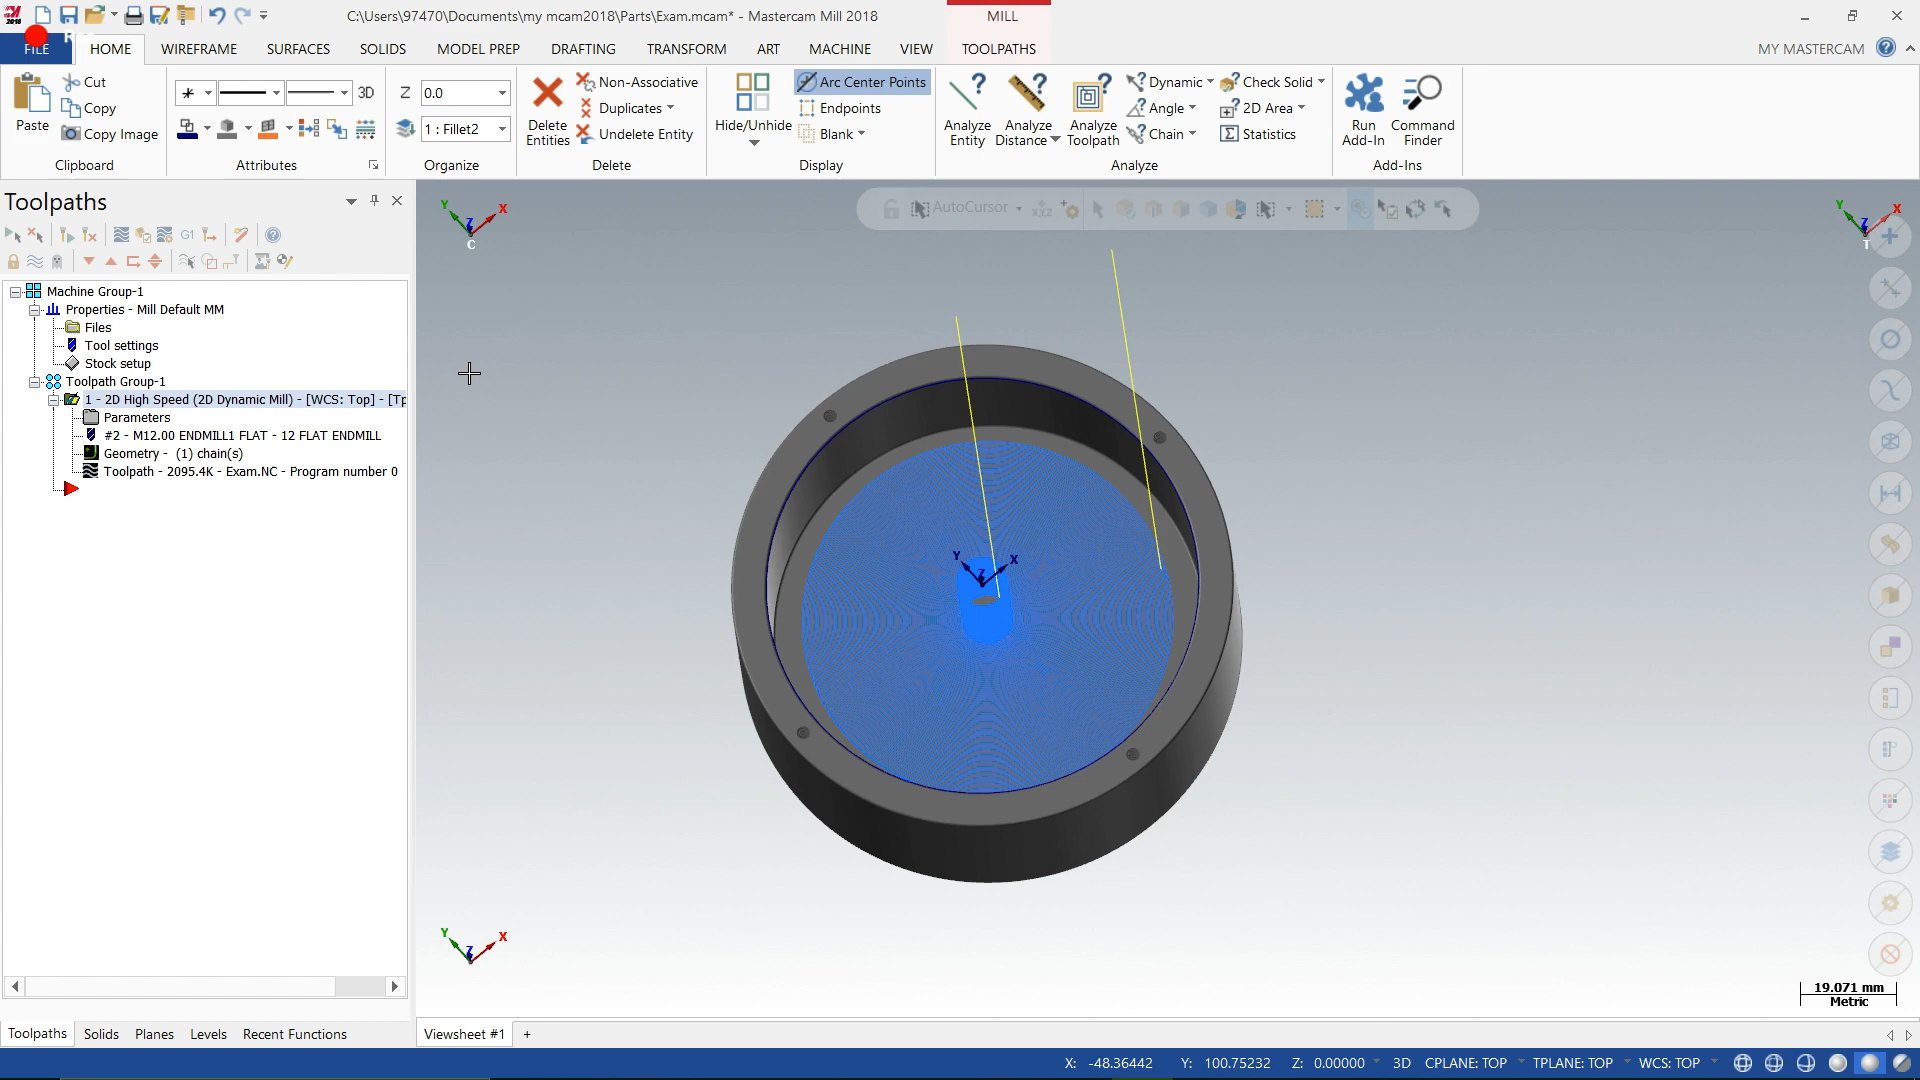 C:\Users\97470\Documents\my mcam2018\Parts\Exam.mcam* - Mastercam Mill 2018
MILL
FILE
HOME
WIREFRAME
SURFACES
SOLIDS
MODEL PREP
DRAFTING
TRANSFORM
ART
MACHINE
VIEW
TOOLPATHS
MY MASTERCAM
Paste
Cut
Copy
Copy Image
Clipboard
3D
Attributes
Z
0.0
1 : Fillet2
Organize
Delete Entities
Non-Associative
Duplicates
Undelete Entity
Delete
Hide/Unhide
Arc Center Points
Endpoints
Blank
Display
Analyze Entity
Analyze Distance
Analyze Toolpath
Dynamic
Angle
Chain
Check Solid
2D Area
Statistics
Analyze
Run Add-In
Command Finder
Add-Ins
Toolpaths
G1
Machine Group-1
Properties - Mill Default MM
Files
Tool settings
Stock setup
Toolpath Group-1
1 - 2D High Speed (2D Dynamic Mill) - [WCS: Top] - [Tp
Parameters
#2 - M12.00 ENDMILL1 FLAT - 12 FLAT ENDMILL
Geometry - (1) chain(s)
Toolpath - 2095.4K - Exam.NC - Program number 0
Y X
Z
C
AutoCursor
xyz
Y X
Z
T
Y X
Z
Y X
Z
19.071 mm
Metric
Toolpaths
Solids
Planes
Levels
Recent Functions
Viewsheet #1
+
X: -48.36442
Y: 100.75232
Z: 0.00000
3D
CPLANE: TOP
TPLANE: TOP
WCS: TOP